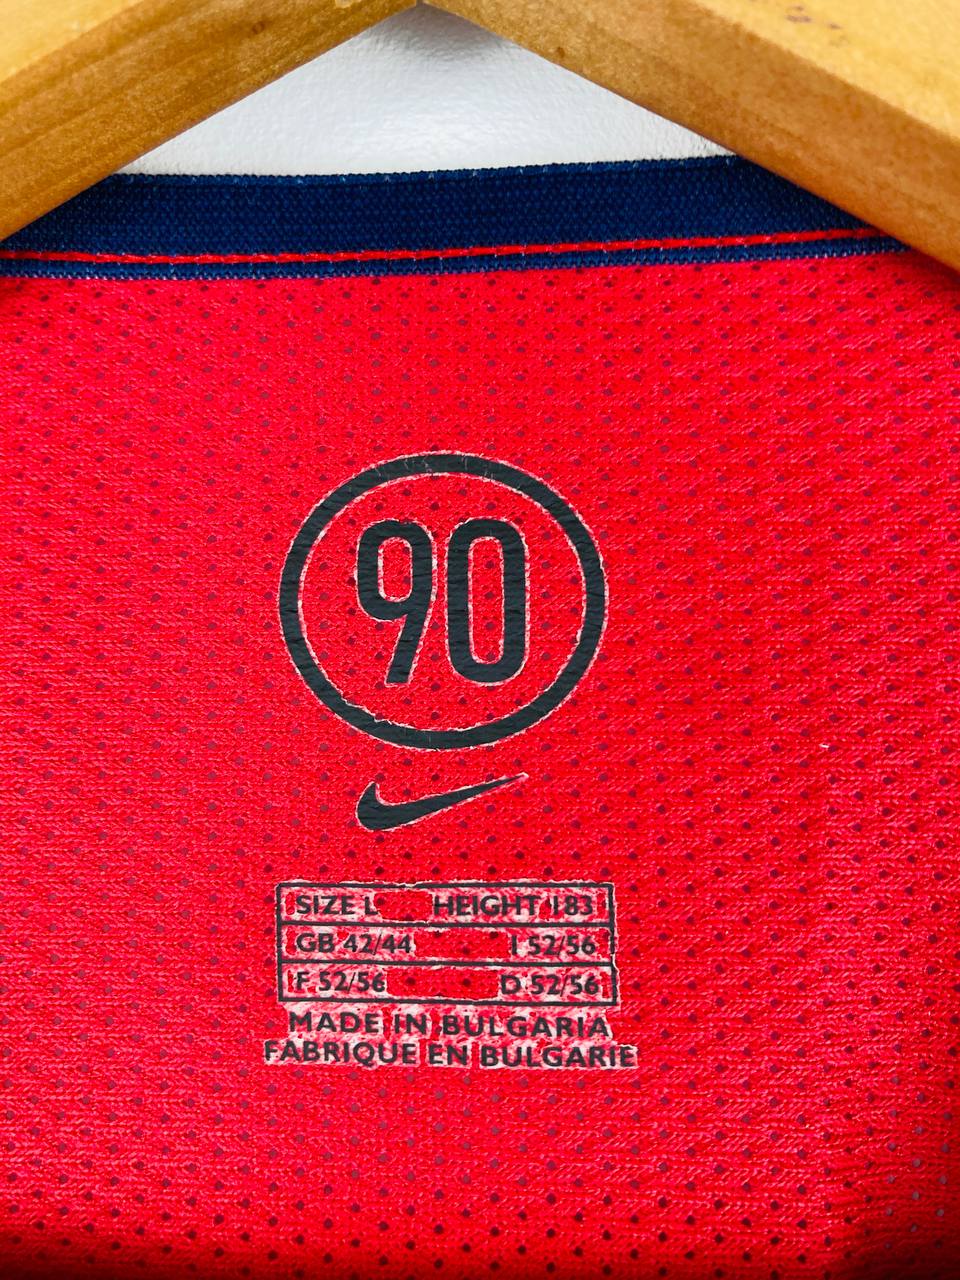 90
SIZE L HEIGHT 183
GB 42/44 I 52/56
F 52/56 D 52/56
MADE IN BULGARIA
FABRIQUE EN BULGARIE